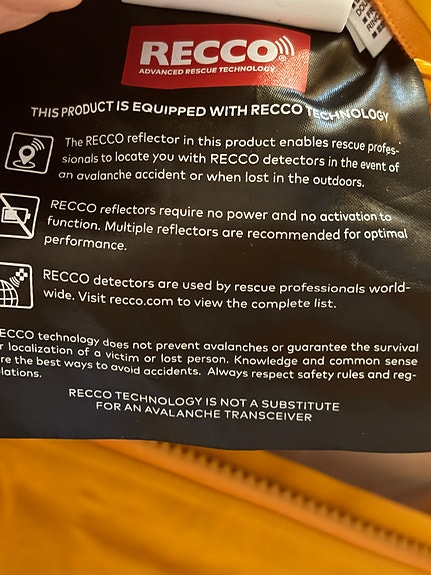 RECCO
ADVANCED RESCUE TECHNOLOGY
THIS PRODUCT IS EQUIPPED WITH RECCO TECHNOLOGY
The RECCO reflector in this product enables rescue profes-
sionals to locate you with RECCO detectors in the event of
an avalanche accident or when lost in the outdoors.
RECCO reflectors require no power and no activation to
function. Multiple reflectors are recommended for optimal
performance.
RECCO detectors are used by rescue professionals world-
wide. Visit recco.com to view the complete list.
ECCO technology does not prevent avalanches or guarantee the survival
r localization of a victim or lost person. Knowledge and common sense
re the best ways to avoid accidents. Always respect safety rules and reg-
lations.
RECCO TECHNOLOGY IS NOT A SUBSTITUTE
FOR AN AVALANCHE TRANSCEIVER